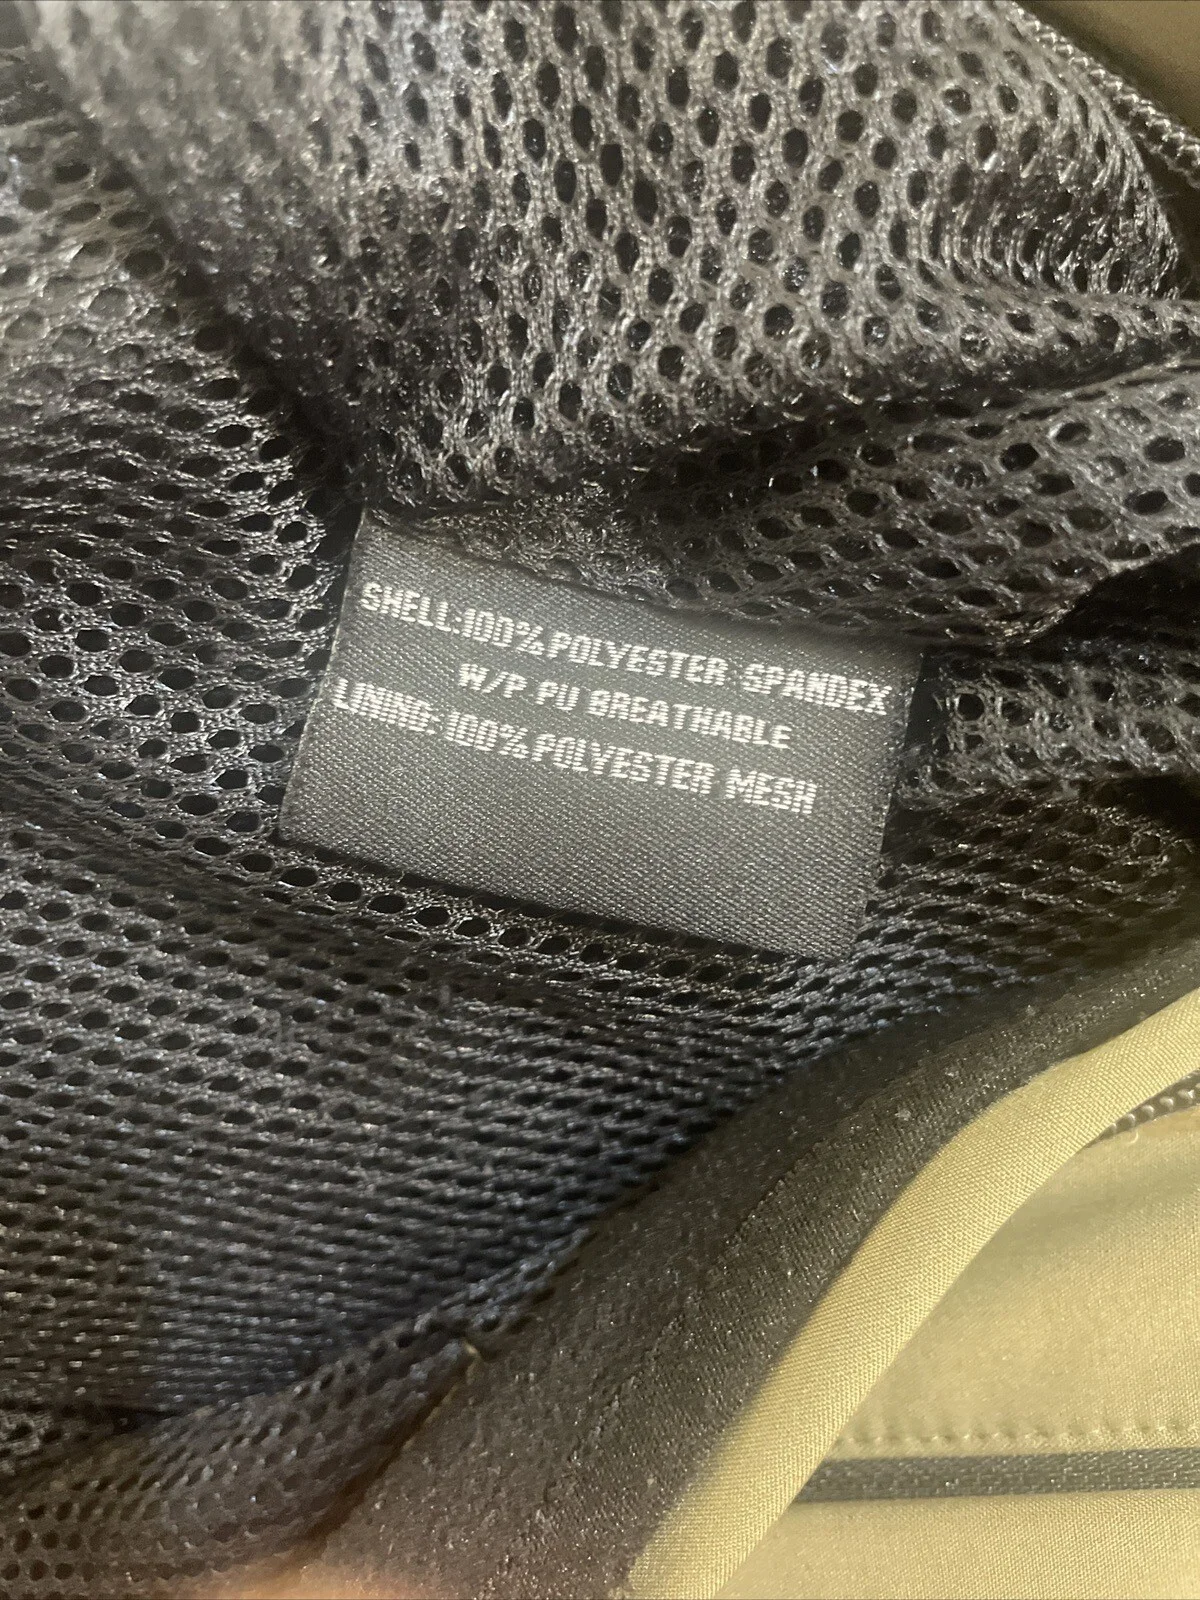 SHELL:100%POLYESTER SPANDEX
W/P PU BREATHABLE
LINING:100%POLYESTER MESH